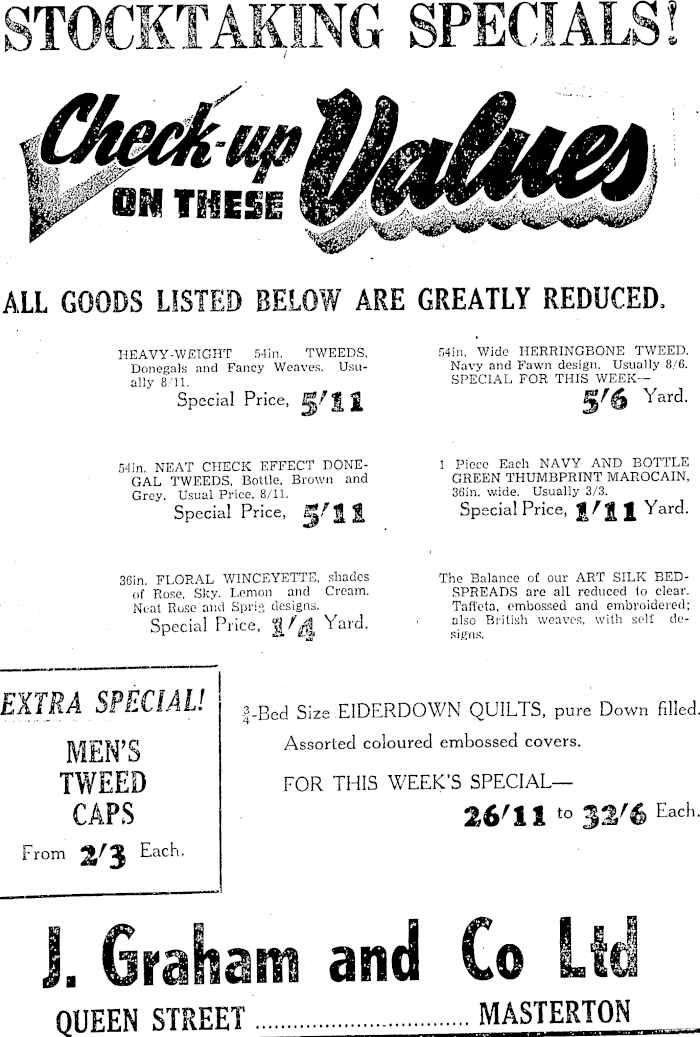 STOCKTAKING SPECIALS!
Check-up
ON THESE
Values
ALL GOODS LISTED BELOW ARE GREATLY REDUCED.
HEAVY-WEIGHT 54in. TWEEDS,
Donegals and Fancy Weaves. Usu-
ally 8/11.
Special Price, 5/11
54in. NEAT CHECK EFFECT DONE-
GAL TWEEDS, Bottle, Brown and
Grey. Usual Price, 8/11.
Special Price, 5/11
36in. FLORAL WINCEYETTE, shades
of Rose, Sky, Lemon and Cream.
Neat Rose and Sprig designs.
Special Price, 1/4 Yard.
54in. Wide HERRINGBONE TWEED,
Navy and Fawn design. Usually 8/6.
SPECIAL FOR THIS WEEK—
5/6 Yard.
1 Piece Each NAVY AND BOTTLE
GREEN THUMBPRINT MAROCAIN,
36in. wide. Usually 3/3.
Special Price, 1/11 Yard.
The Balance of our ART SILK BED-
SPREADS are all reduced to clear.
Taffeta, embossed and embroidered;
also British weaves, with self de-
signs.
EXTRA SPECIAL!
MEN'S
TWEED
CAPS
From 2/3 Each.
¾-Bed Size EIDERDOWN QUILTS, pure Down filled.
Assorted coloured embossed covers.
FOR THIS WEEK'S SPECIAL—
26/11 to 32/6 Each.
J. Graham and Co Ltd
QUEEN STREET ................................ MASTERTON